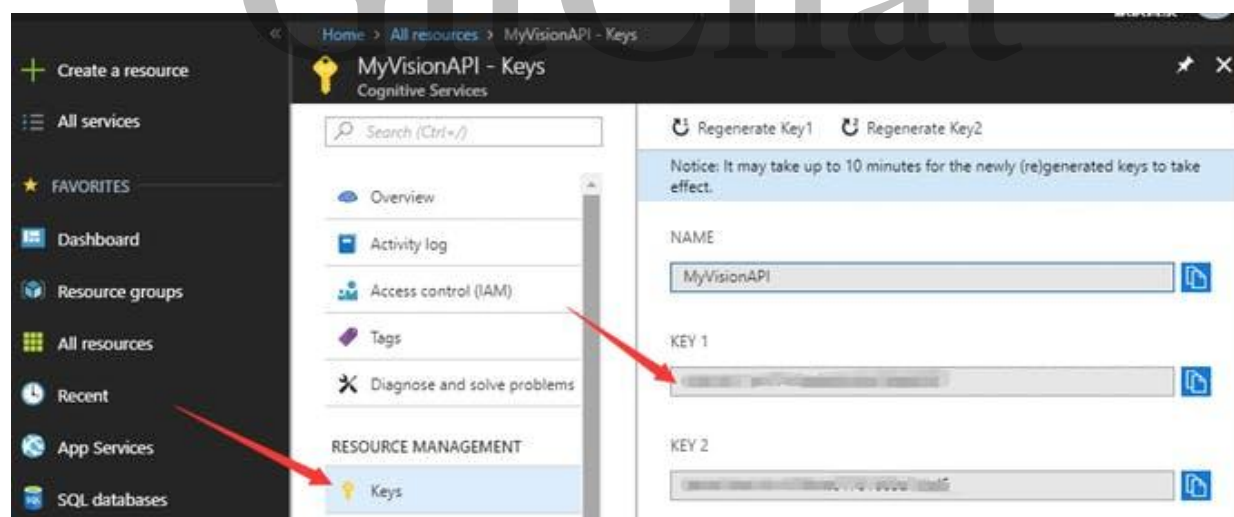 GitChat
Home > All resources > MyVisionAPI - Keys
MyVisionAPI - Keys
Cognitive Services
Create a resource
All services
FAVORITES
Dashboard
Resource groups
All resources
Recent
App Services
SQL databases
Search (Ctrl+/)
Overview
Activity log
Access control (IAM)
Tags
Diagnose and solve problems
RESOURCE MANAGEMENT
Keys
Regenerate Key1 Regenerate Key2
Notice: It may take up to 10 minutes for the newly (re)generated keys to take
effect.
NAME
MyVisionAPI
KEY 1
KEY 2